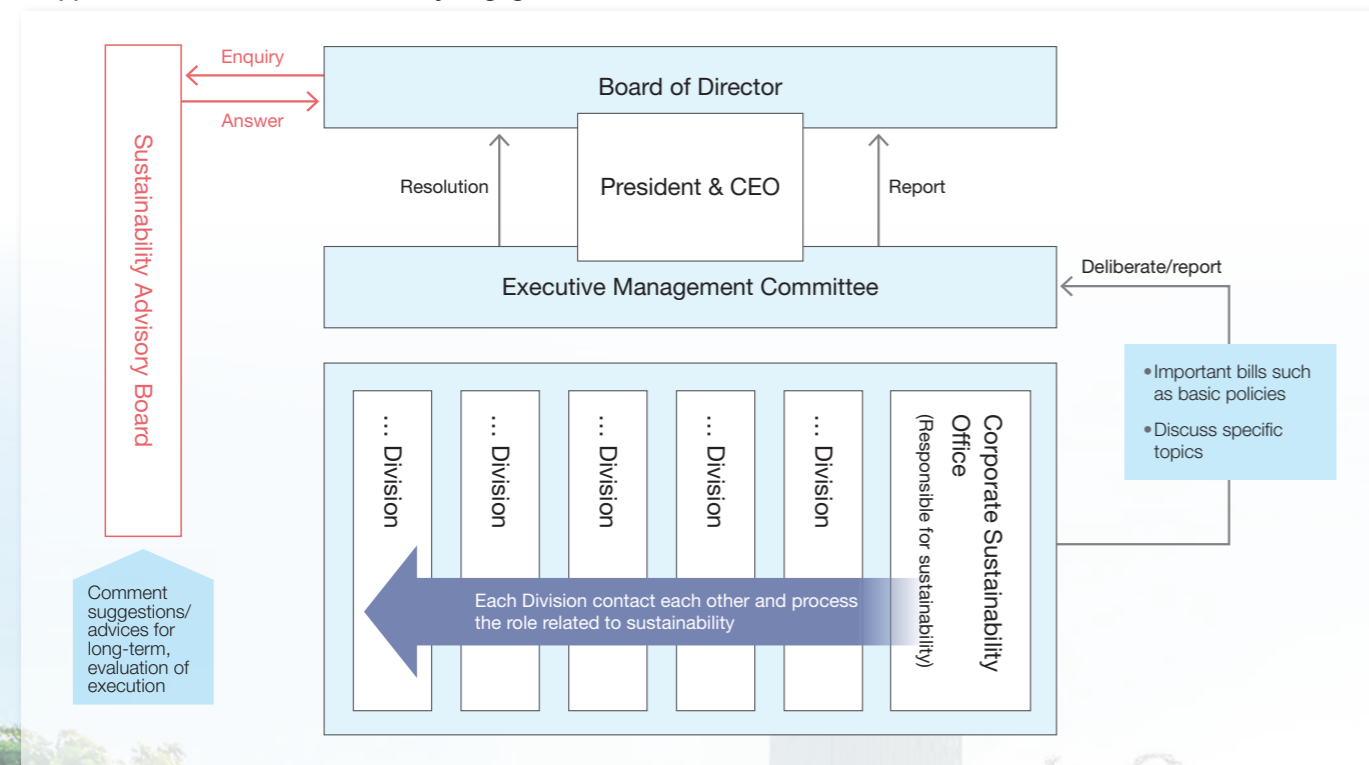 Enquiry
Answer
Sustainability Advisory Board
Comment
suggestions/
advices for
long-term,
evaluation of
execution
Board of Director
Resolution
President & CEO
Report
Executive Management Committee
Deliberate/report
•Important bills such
as basic policies
•Discuss specific
topics
… Division
… Division
… Division
… Division
… Division
Corporate Sustainability
Office
(Responsible for sustainability)
Each Division contact each other and process
the role related to sustainability